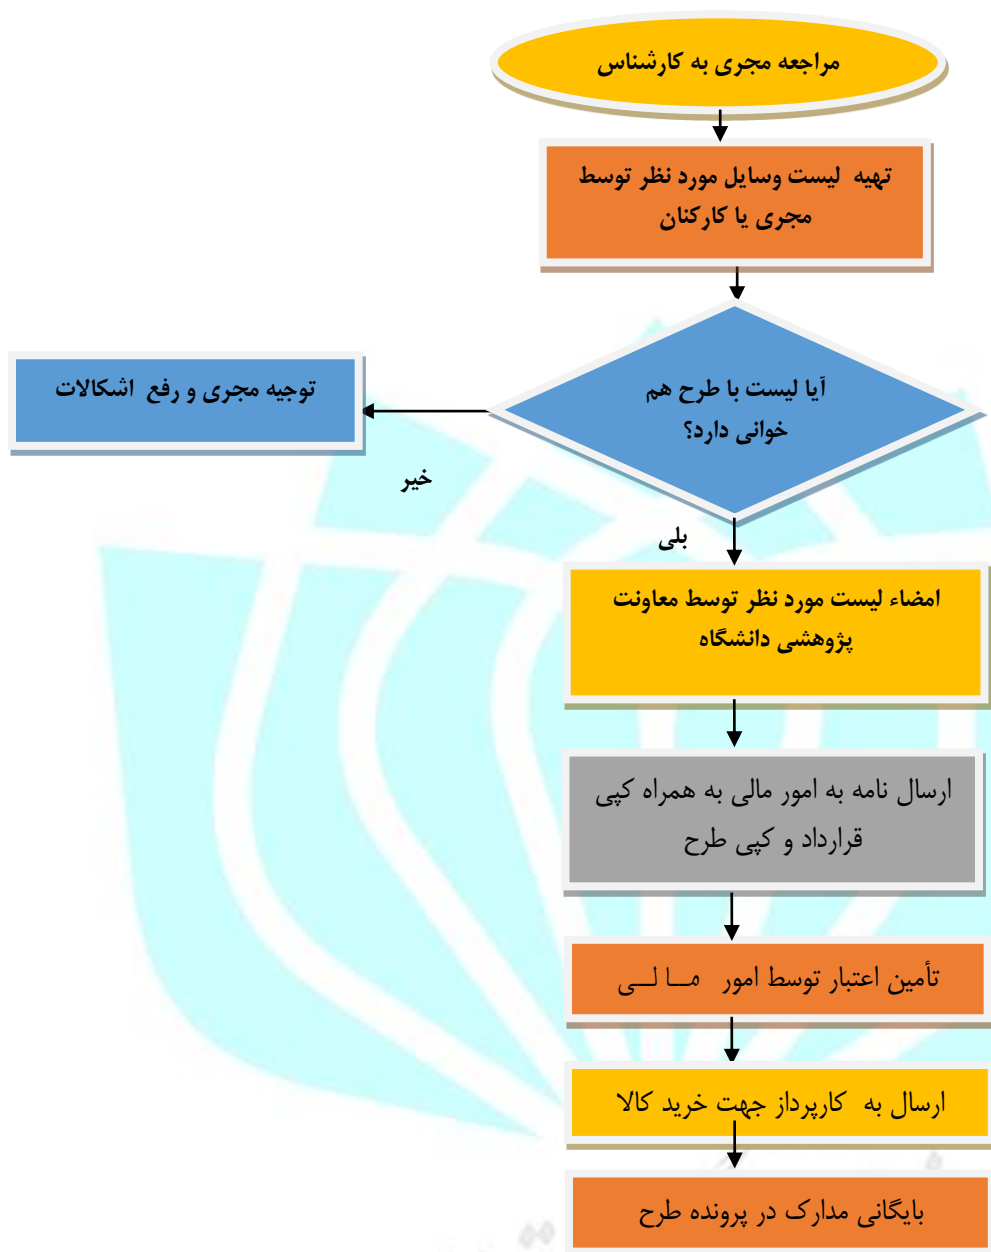 مراجعه مجری به کارشناس
تهیه لیست وسایل مورد نظر توسط
مجری یا کارکنان
آیا لیست با طرح هم
خوانی دارد؟
توجیه مجری و رفع اشکالات
خیر
بلی
امضاء لیست مورد نظر توسط معاونت
پژوهشی دانشگاه
ارسال نامه به امور مالی به همراه کپی
قرارداد و کپی طرح
تأمین اعتبار توسط امور مــا لــی
ارسال به کارپرداز جهت خرید کالا
بایگانی مدارک در پرونده طرح